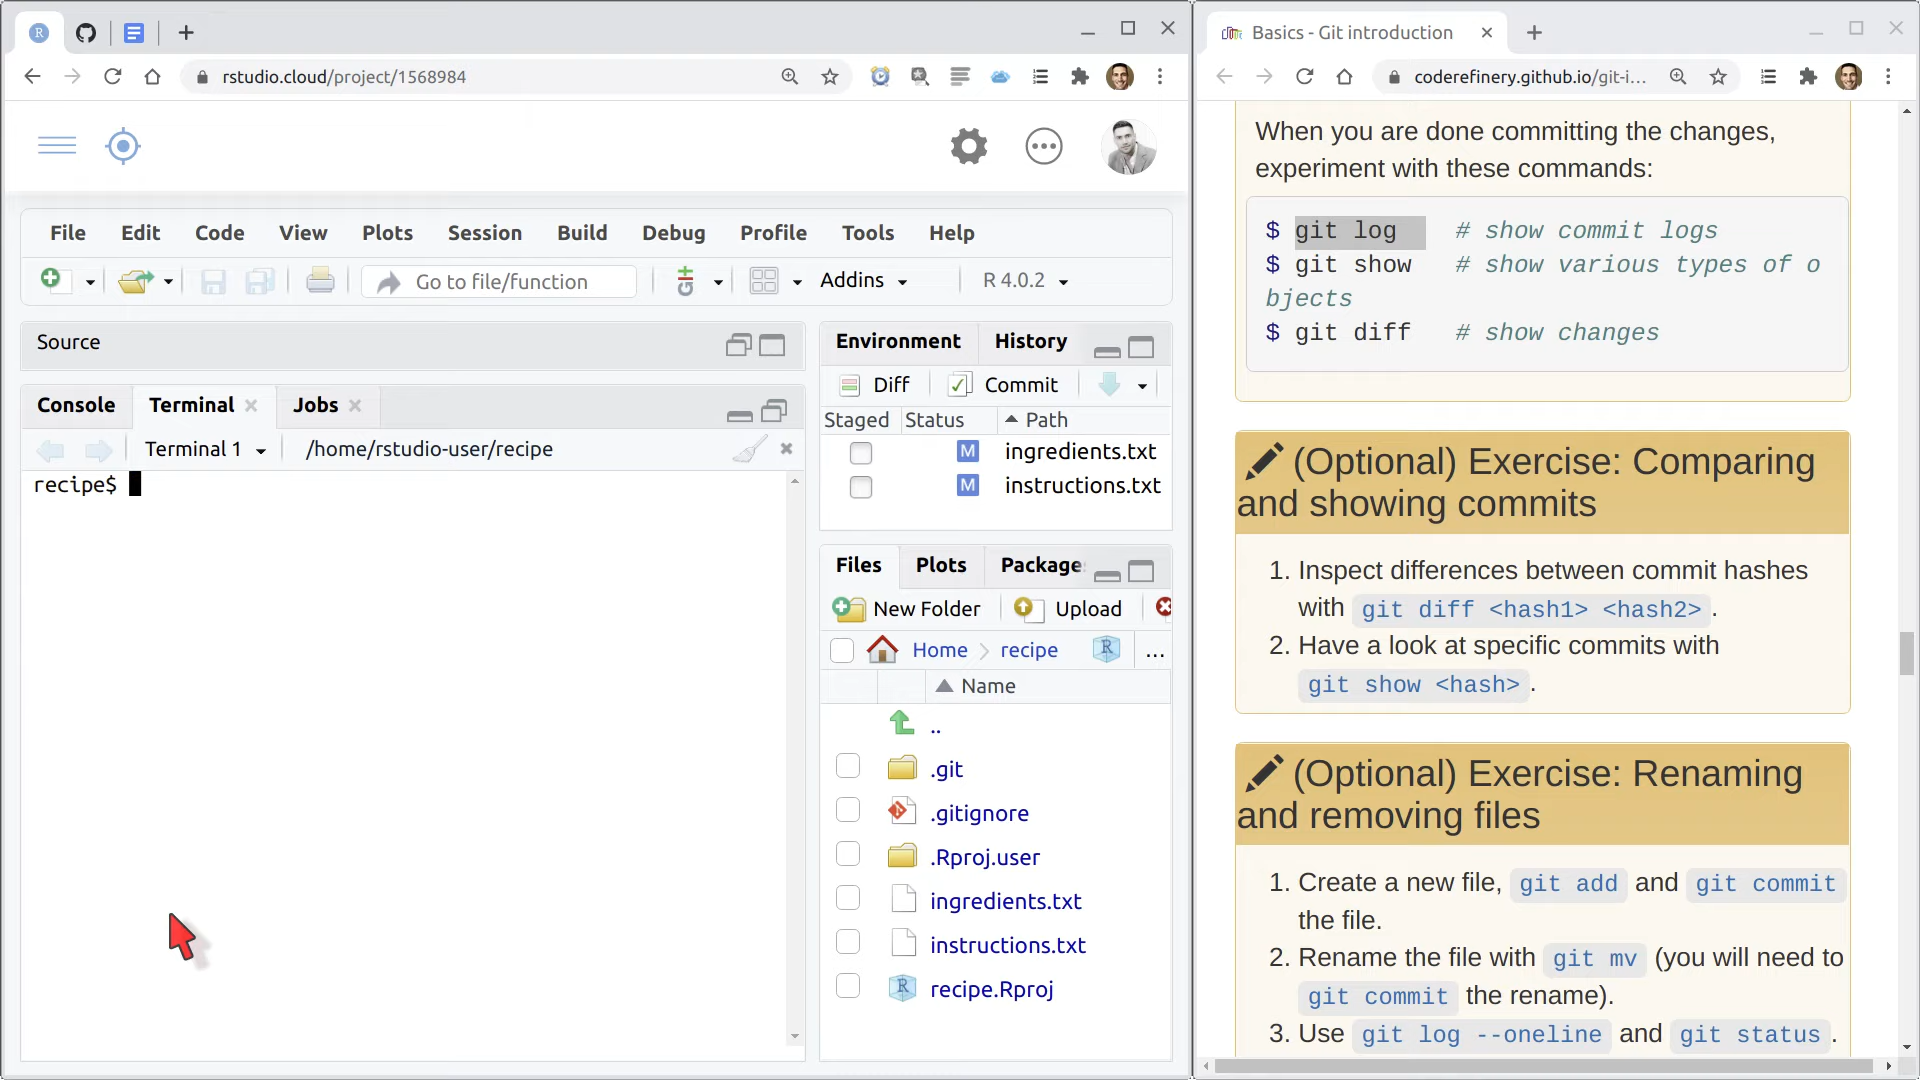 R
Basics - Git introduction
rstudio.cloud/project/1568984
coderefinery.github.io/git-i...
File Edit Code View Plots Session Build Debug Profile Tools Help
Go to file/function
Addins
R 4.0.2
Source
Console Terminal Jobs
Terminal 1 /home/rstudio-user/recipe
recipe$
Environment History
Diff Commit
Staged Status Path
M ingredients.txt
M instructions.txt
Files Plots Package
New Folder Upload
Home recipe R ...
Name
..
.git
.gitignore
.Rproj.user
ingredients.txt
instructions.txt
R recipe.Rproj
When you are done committing the changes,
experiment with these commands:
$ git log # show commit logs
$ git show # show various types of o
bjects
$ git diff # show changes
(Optional) Exercise: Comparing
and showing commits
1. Inspect differences between commit hashes
with git diff <hash1> <hash2>.
2. Have a look at specific commits with
git show <hash>.
(Optional) Exercise: Renaming
and removing files
1. Create a new file, git add and git commit
the file.
2. Rename the file with git mv (you will need to
git commit the rename).
3. Use git log --oneline and git status.